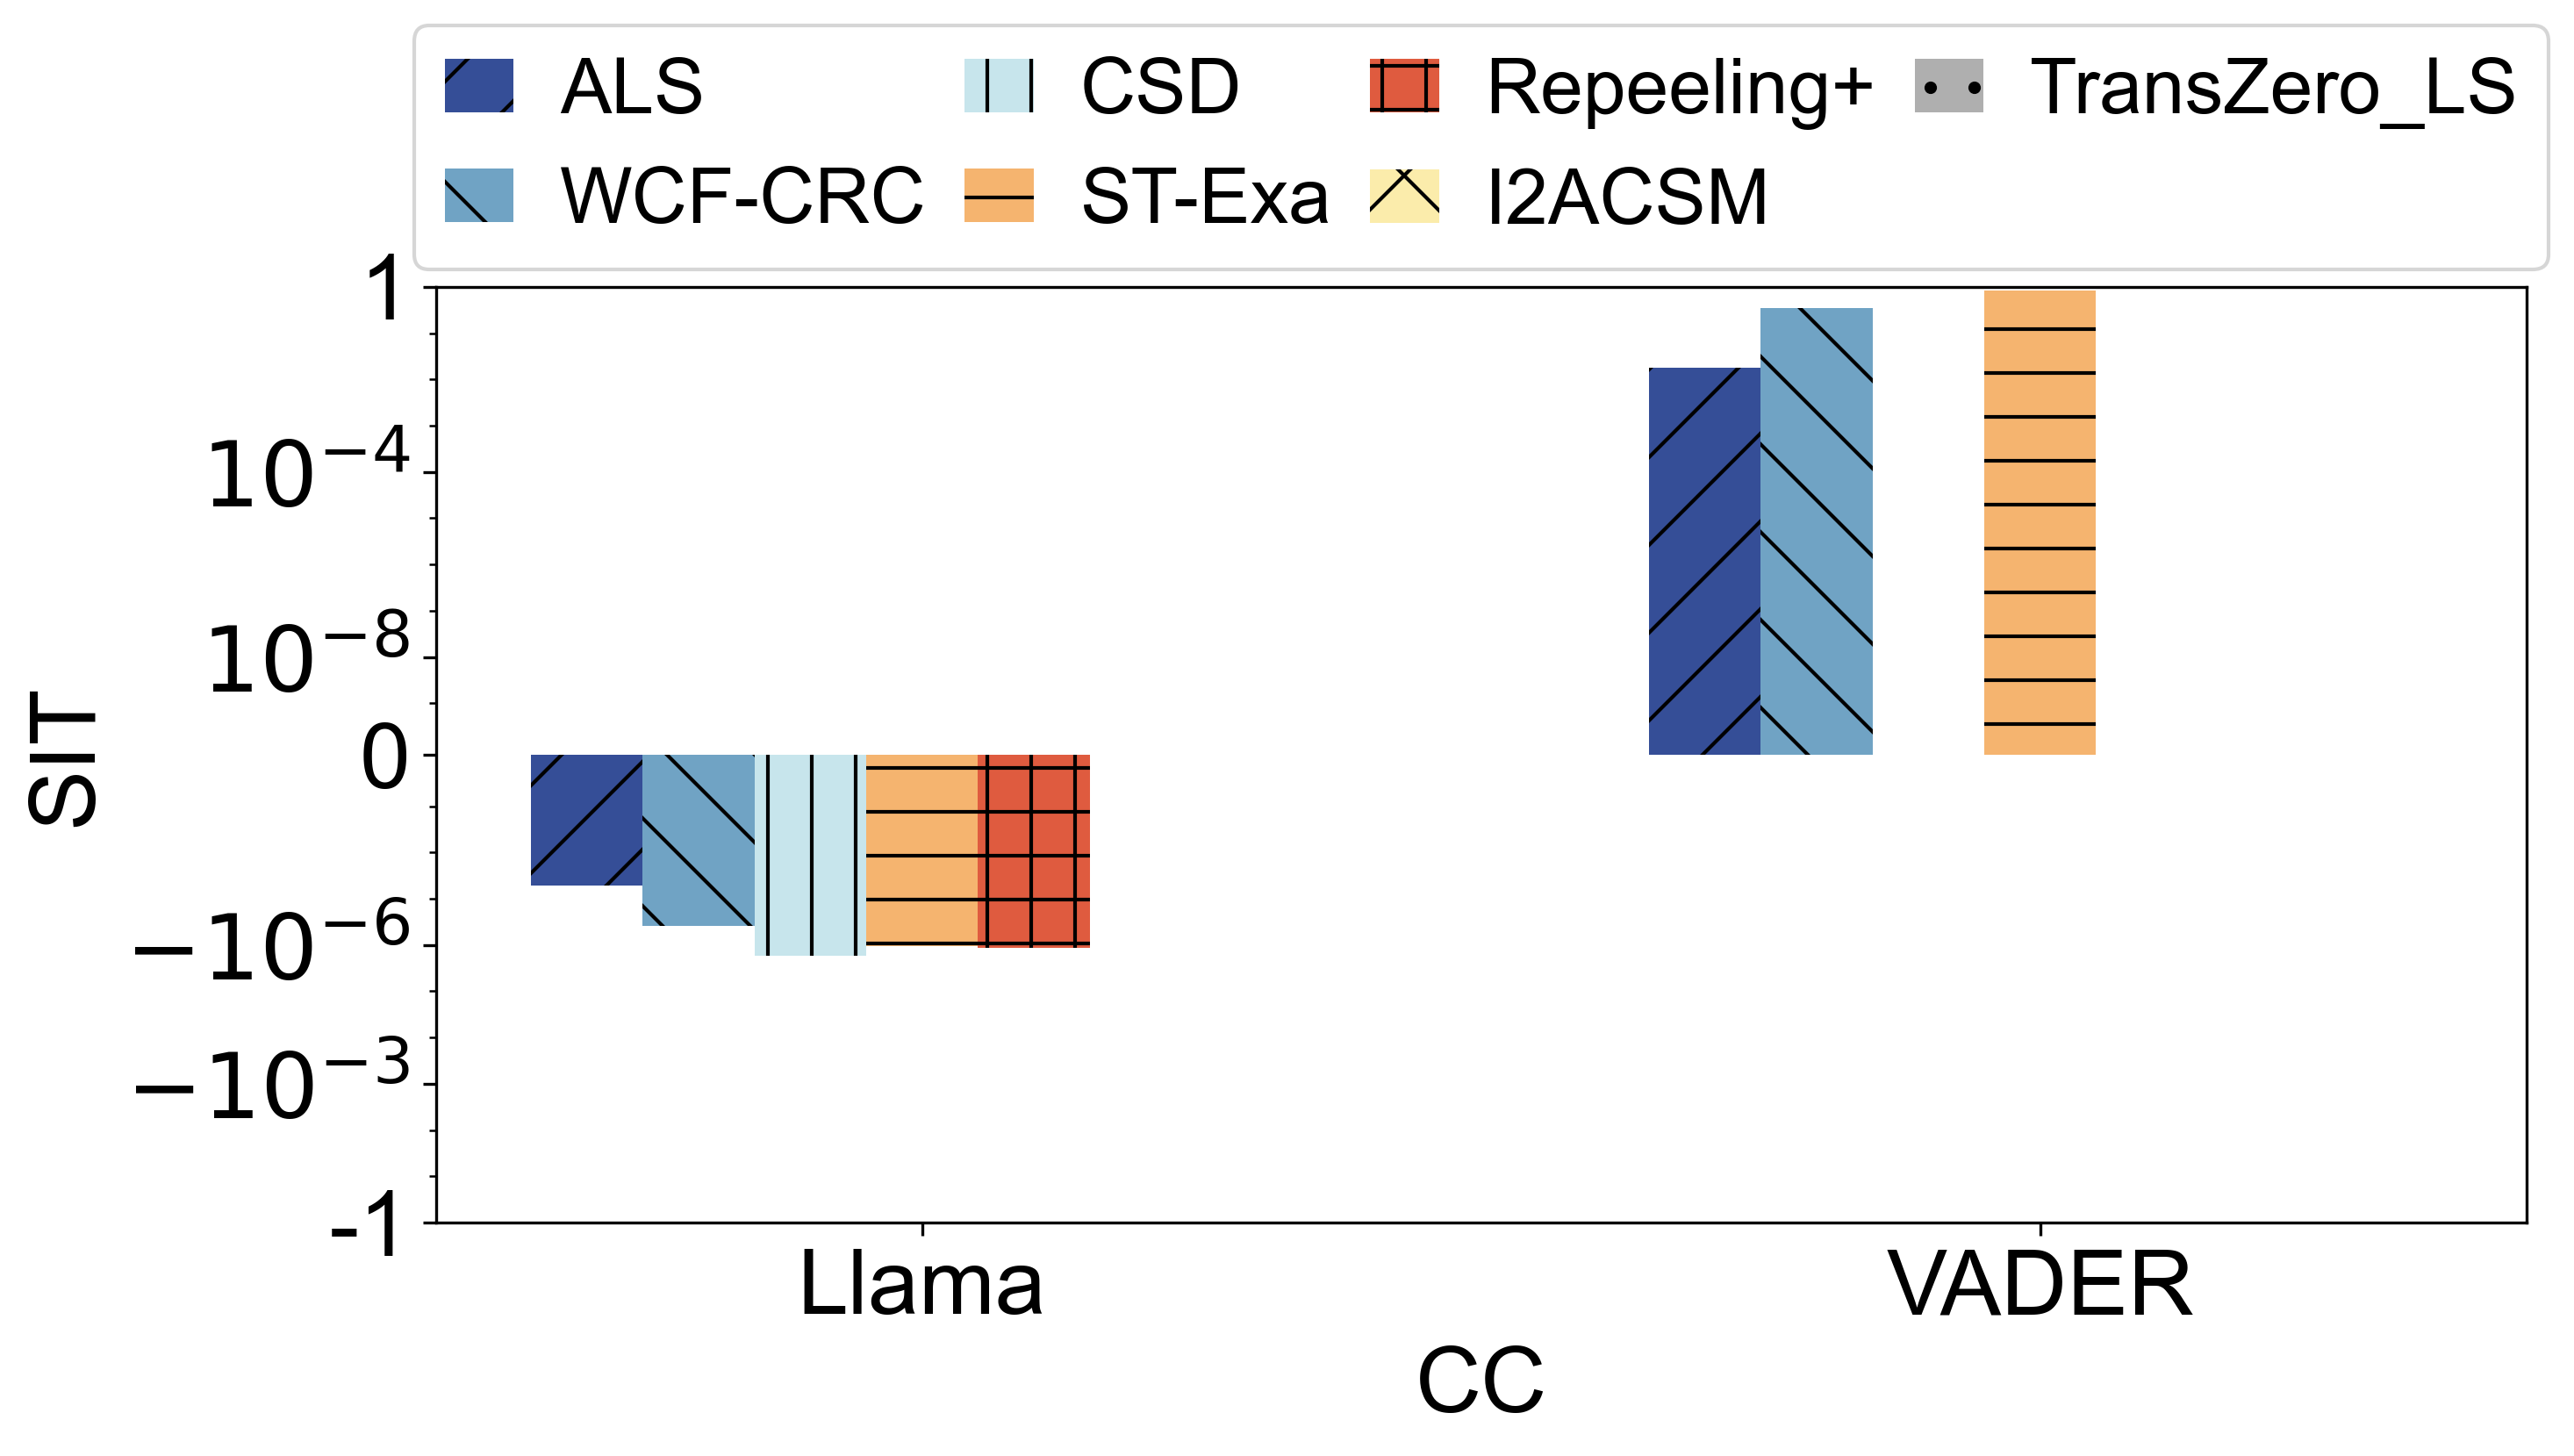 ALS CSD Repeeling+ TransZero_LS
WCF-CRC ST-Exa I2ACSM
1
10⁻⁴
10⁻⁸
0
−10⁻⁶
−10⁻³
-1
SIT
Llama VADER
CC